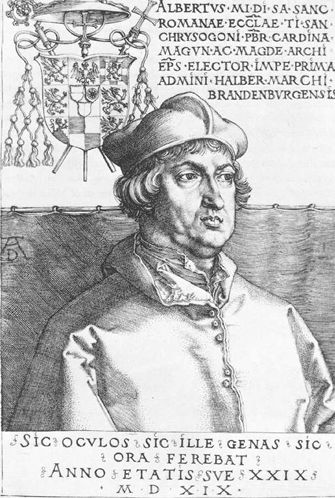 ALBERTVS · MI · DI · SA · SANC
ROMANAE · ECCLAE · TI · SAN ·
CHRYSOGONI · PBR · CARDINA ·
MAGVN · AC · MAGDE · ARCHI ·
EPS · ELECTOR · IMPE · PRIMA
ADMINI · HALBER · MARCHI ·
BRANDENBVRGENSIS
AD
SIC OCVLOS SIC ILLE GENAS SIC
ORA FEREBAT
ANNO ETATIS SVE XXIX
M D X I X